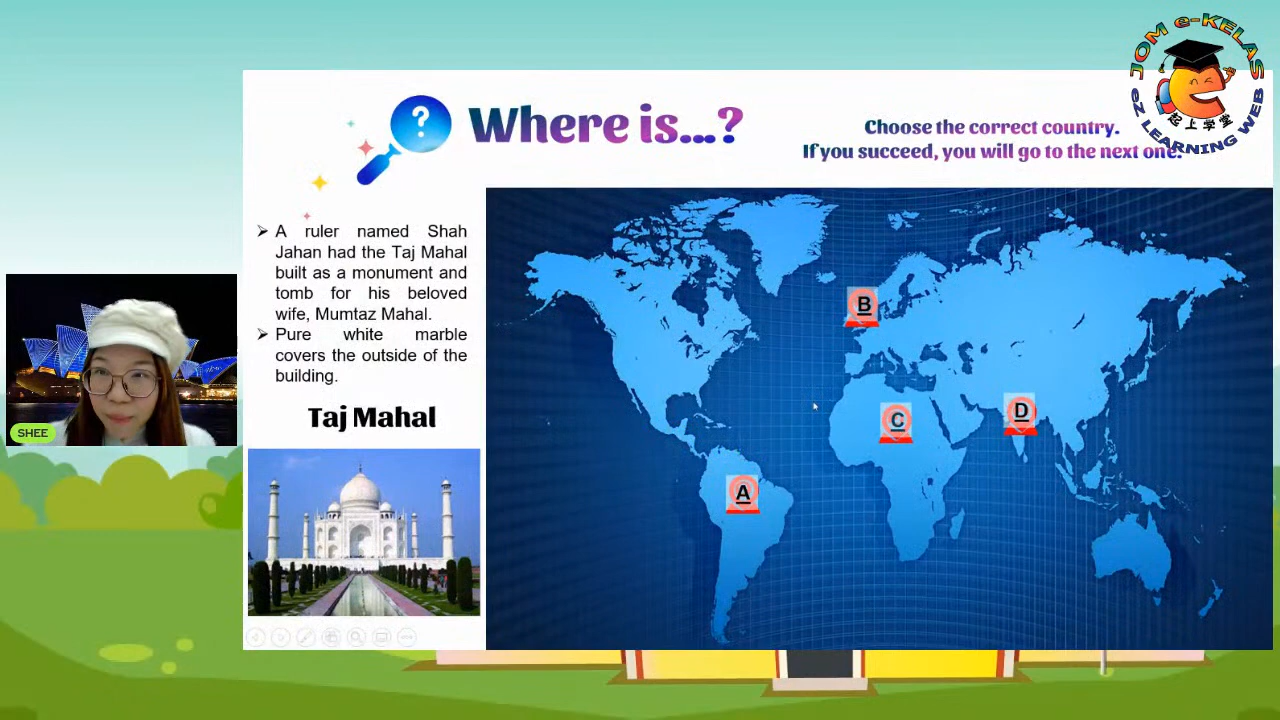 JOM e-KELAS
起上学堂
eZ LEARNING WEB
Where is...?
Choose the correct country.
If you succeed, you will go to the next one.
➢ A ruler named Shah
Jahan had the Taj Mahal
built as a monument and
tomb for his beloved
wife, Mumtaz Mahal.
➢ Pure white marble
covers the outside of the
building.
Taj Mahal
SHEE
?
B
D
C
A